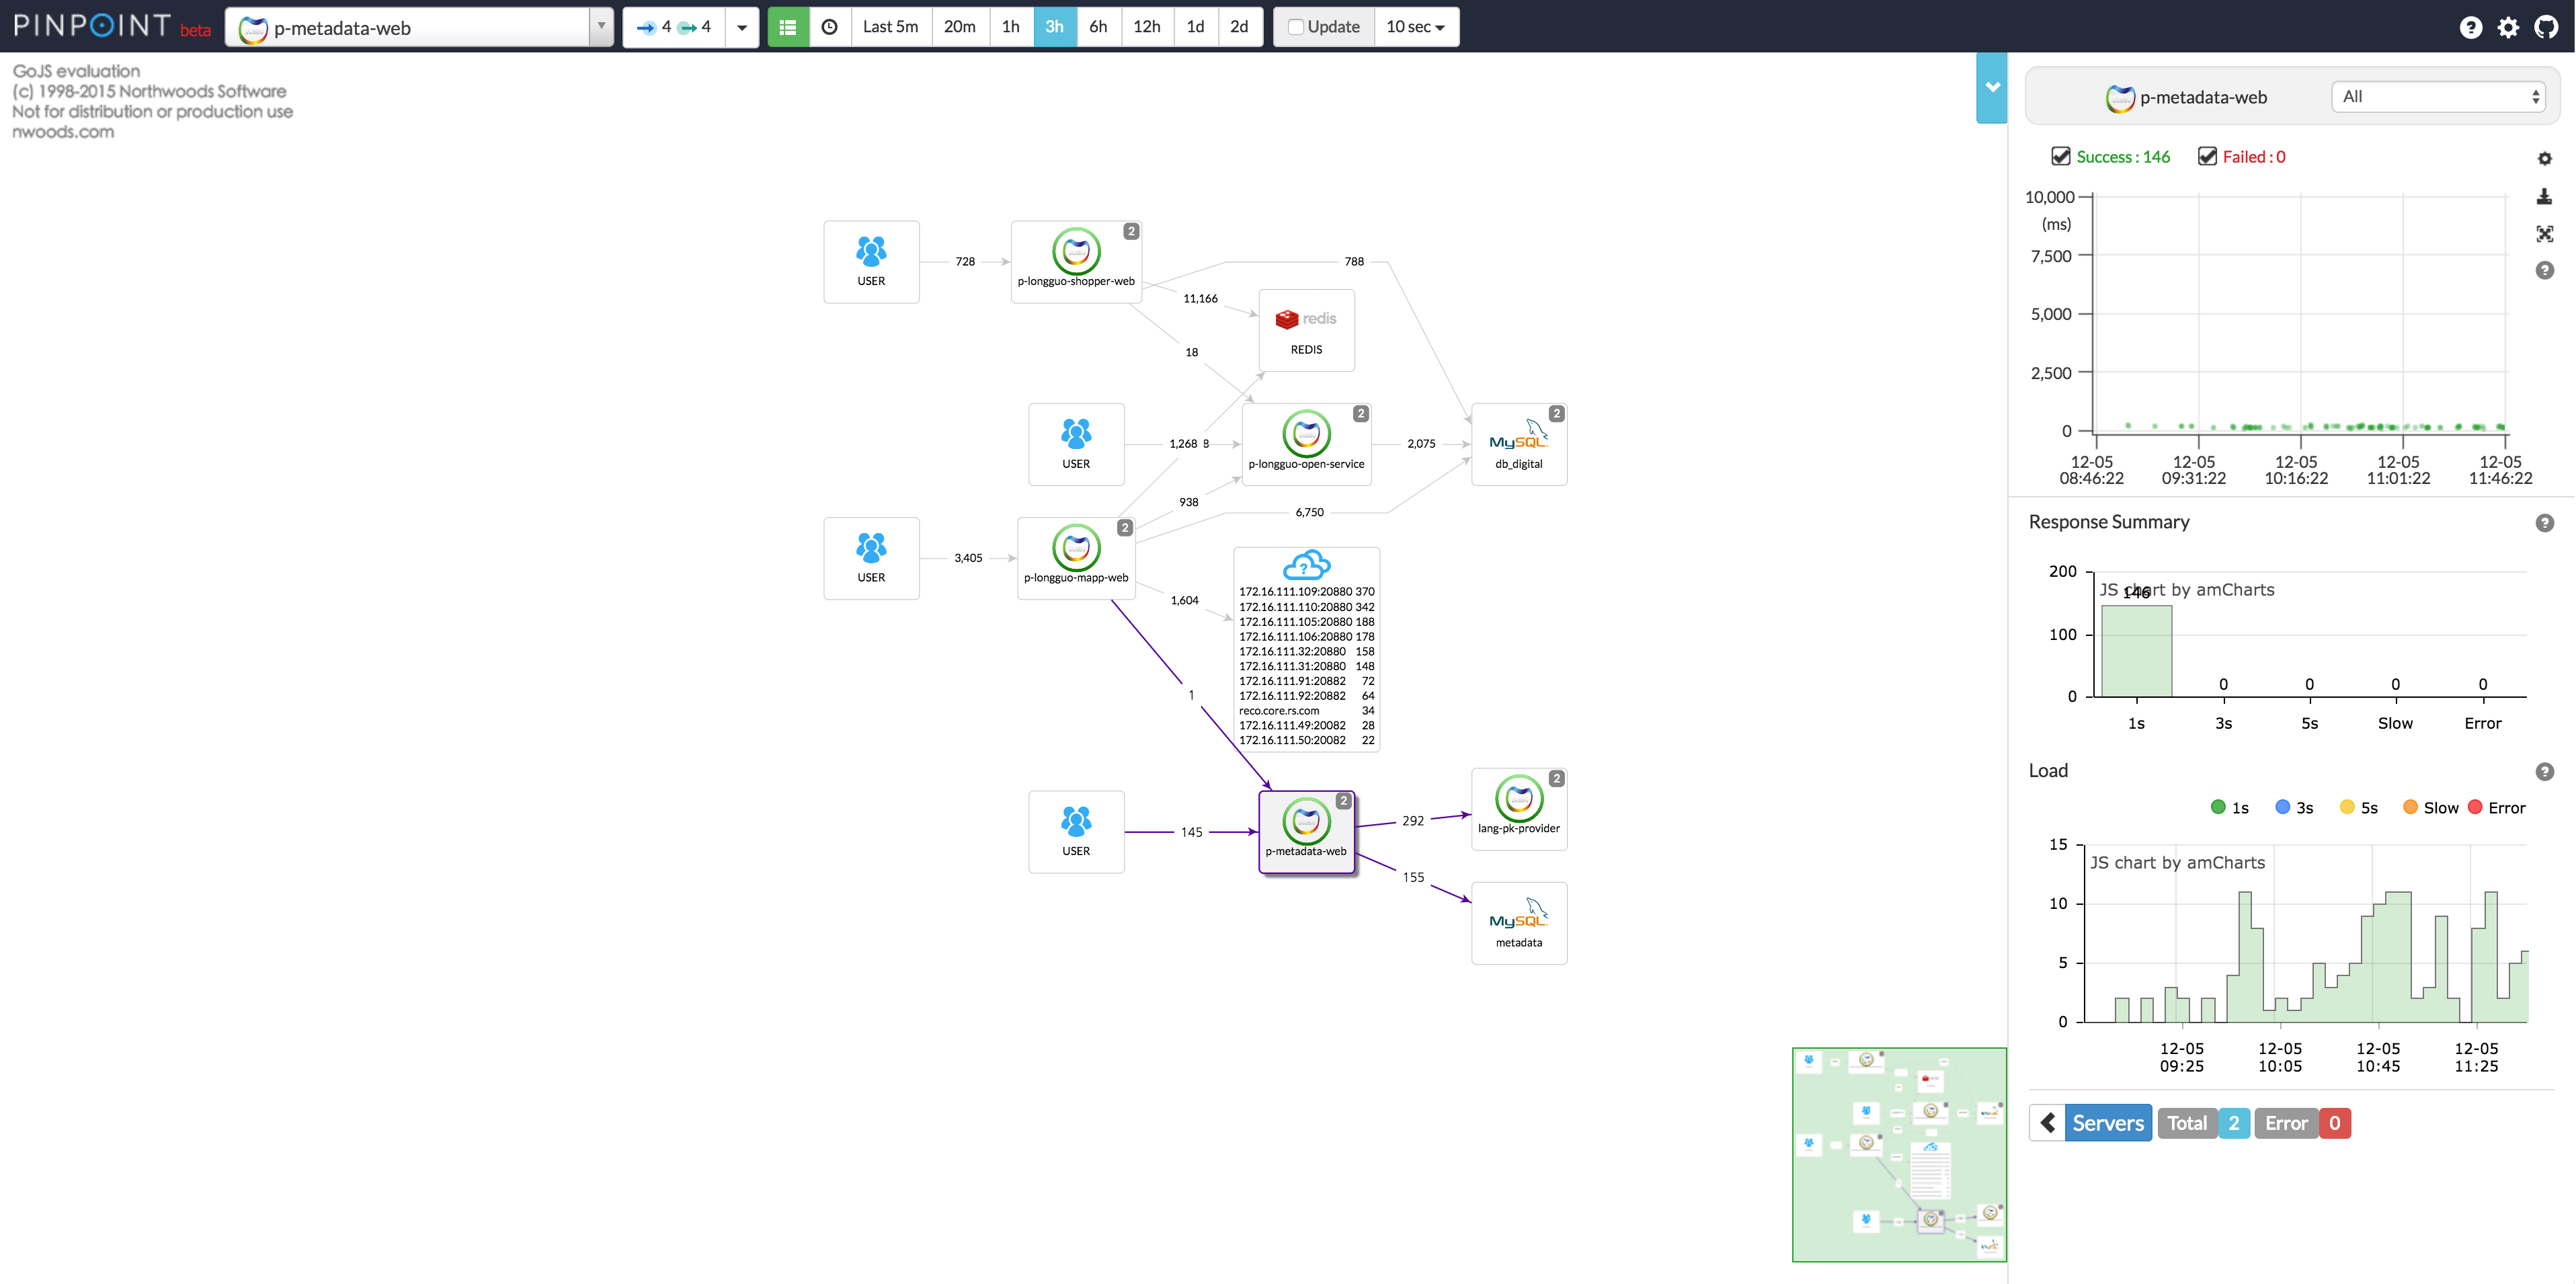 PINPOINT beta
p-metadata-web
4 4
Last 5m 20m 1h 3h 6h 12h 1d 2d
Update 10 sec
GoJS evaluation
(c) 1998-2015 Northwoods Software
Not for distribution or production use
nwoods.com
USER
728
2
p-longguo-shopper-web
788
11,166
redis
REDIS
18
USER
1,268 8
2
p-longguo-open-service
2,075
2
MySQL
db_digital
938
6,750
USER
3,405
2
p-longguo-mapp-web
1,604
?
172.16.111.109:20880 370
172.16.111.110:20880 342
172.16.111.105:20880 188
172.16.111.106:20880 178
172.16.111.32:20880 158
172.16.111.31:20880 148
172.16.111.91:20882 72
172.16.111.92:20882 64
reco.core.rs.com 34
172.16.111.49:20082 28
172.16.111.50:20082 22
1
USER
145
2
p-metadata-web
292
2
lang-pk-provider
155
MySQL
metadata
p-metadata-web All
Success : 146 Failed : 0
10,000
(ms)
7,500
5,000
2,500
0
12-05 12-05 12-05 12-05 12-05
08:46:22 09:31:22 10:16:22 11:01:22 11:46:22
Response Summary
200
JS chart by amCharts
146
100
0
0 0 0 0
1s 3s 5s Slow Error
Load
1s 3s 5s Slow Error
15
JS chart by amCharts
10
5
0
12-05 12-05 12-05 12-05
09:25 10:05 10:45 11:25
Servers Total 2 Error 0